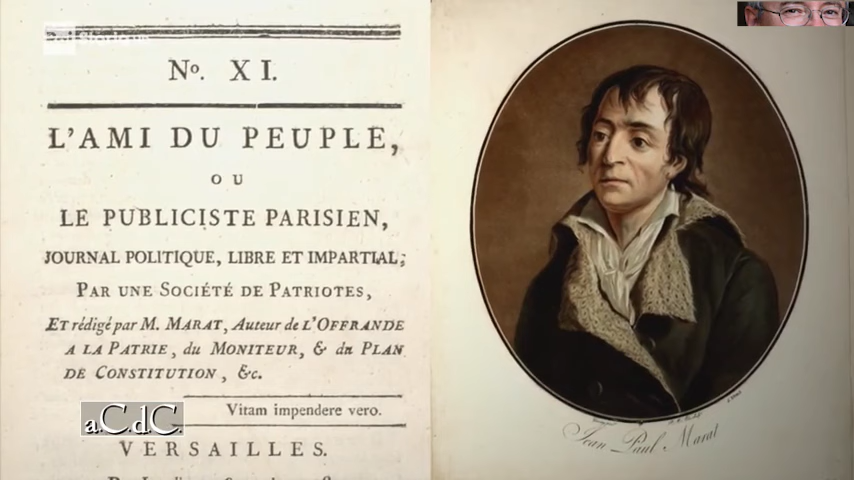 Rai Storia
Nº. XI.
L'AMI DU PEUPLE,
OU
LE PUBLICISTE PARISIEN,
JOURNAL POLITIQUE, LIBRE ET IMPARTIAL;
PAR UNE SOCIÉTÉ DE PATRIOTES,
ET rédigé par M. MARAT, Auteur de L'OFFRANDE
A LA PATRIE, du MONITEUR, & du PLAN
DE CONSTITUTION, &c.
Vitam impendere vero.
a.C.d.C.
VERSAILLES.
Jean Paul Marat